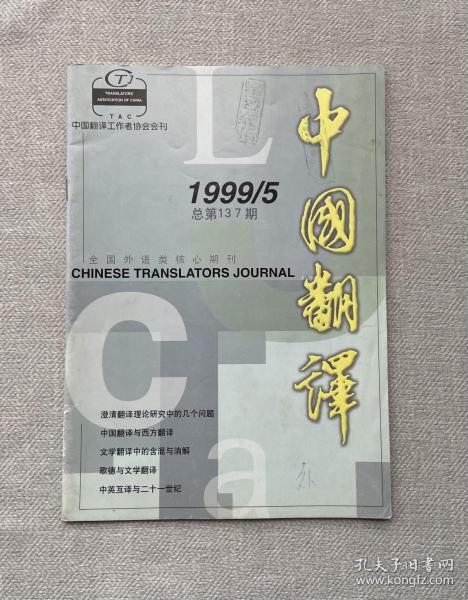 TRANSLATORS'
ASSOCIATION OF CHINA
TAC
中国翻译工作者协会会刊
中國翻譯
1999/5
总第137期
全国外语类核心期刊
CHINESE TRANSLATORS JOURNAL
澄清翻译理论研究中的几个问题
中国翻译与西方翻译
文学翻译中的含混与消解
歌德与文学翻译
中英互译与二十一世纪
孔夫子旧书网
book.kongfz.com